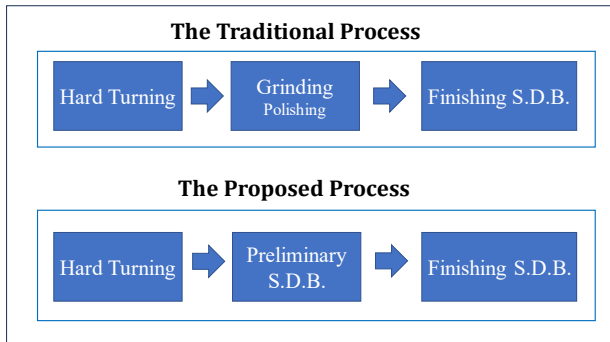 The Traditional Process
Hard Turning
Grinding
Polishing
Finishing S.D.B.
The Proposed Process
Hard Turning
Preliminary
S.D.B.
Finishing S.D.B.